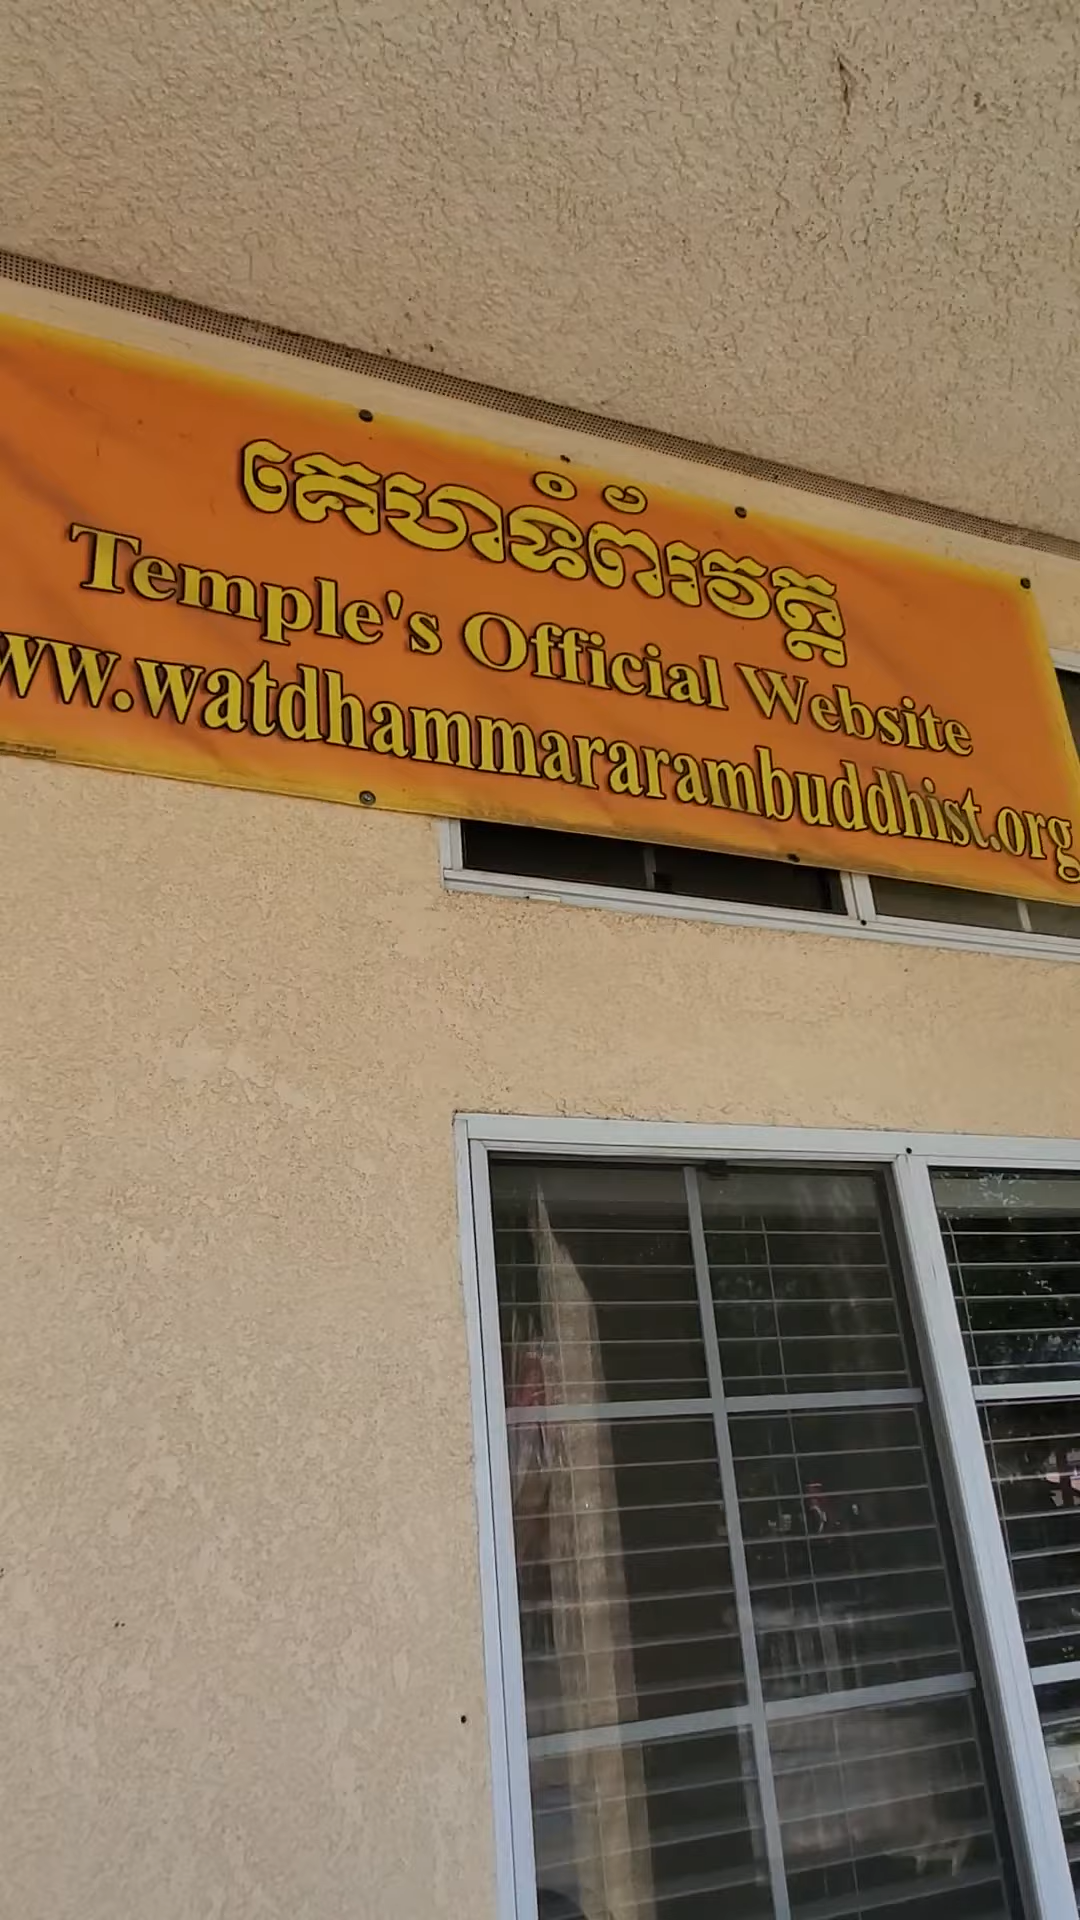 គេហទំព័រវត្ត
Temple's Official Website
ww.watdhammararambuddhist.org